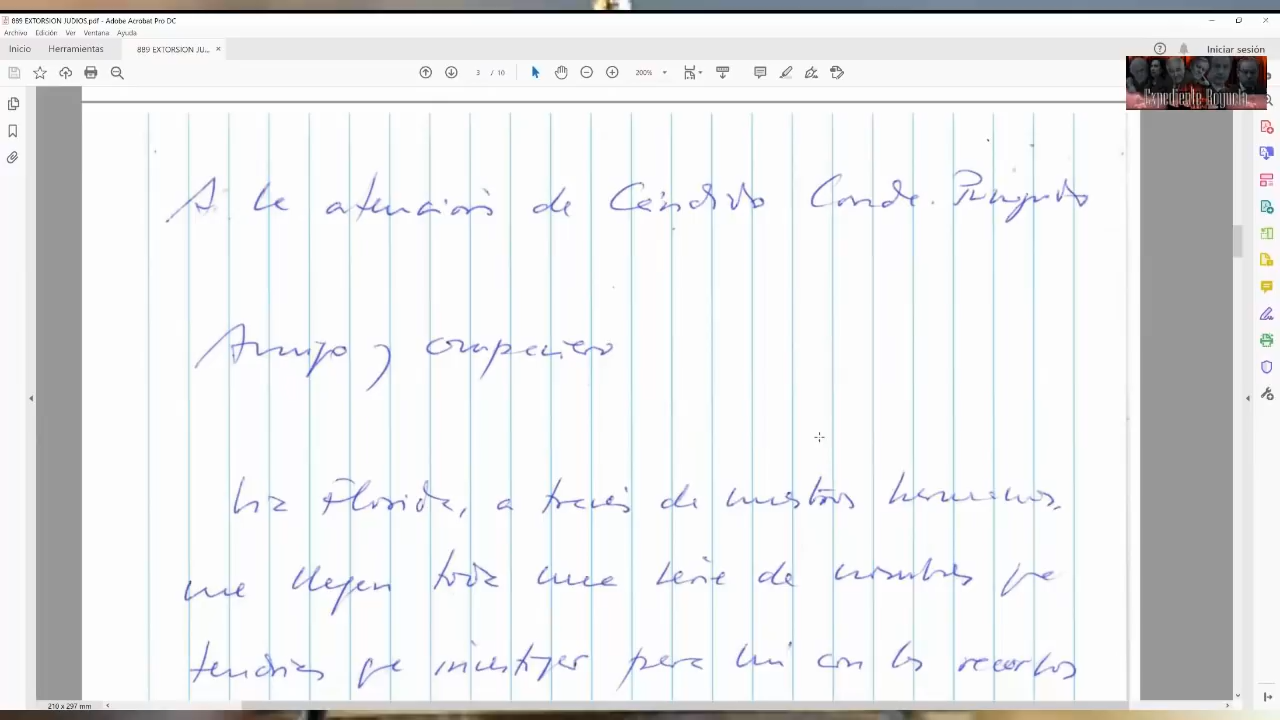 889 EXTORSION JUDIOS.pdf - Adobe Acrobat Pro DC
Archivo Edición Ver Ventana Ayuda
Inicio Herramientas 889 EXTORSION JU... × Iniciar sesión
3 / 10 200%
Expediente Royuela
A la atención de Cándido Conde-Pumpido
Amigo y compañero
Vía Florida, a través de nuestros hermanos,
me llegan toda una serie de nombres que
tendrías que investigar para mí con los recursos
210 x 297 mm